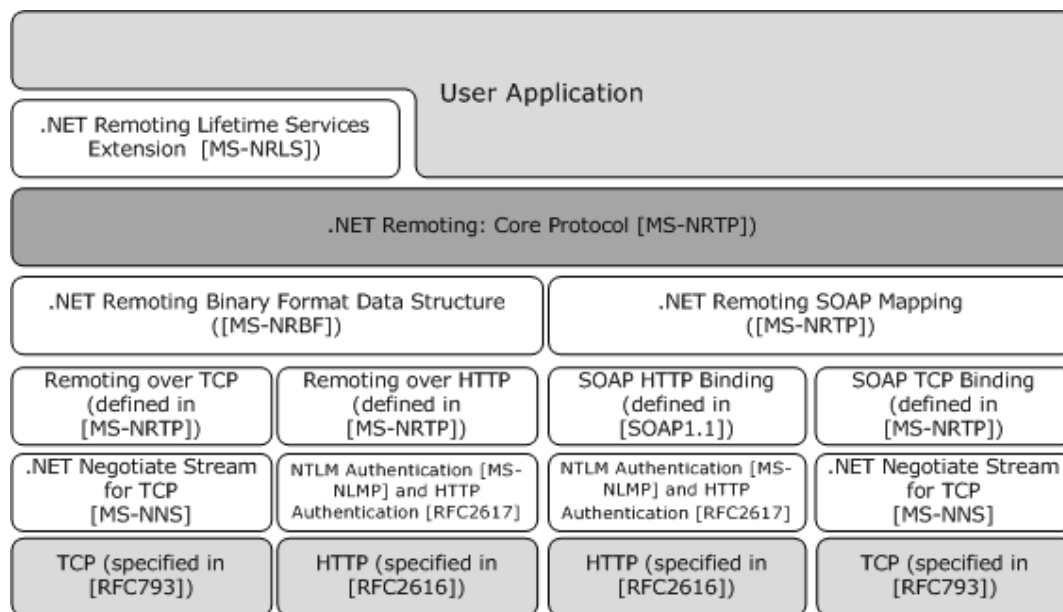 User Application
.NET Remoting Lifetime Services
Extension [MS-NRLS])
.NET Remoting: Core Protocol [MS-NRTP])
.NET Remoting Binary Format Data Structure
([MS-NRBF])
.NET Remoting SOAP Mapping
([MS-NRTP])
Remoting over TCP
(defined in
[MS-NRTP])
Remoting over HTTP
(defined in
[MS-NRTP])
SOAP HTTP Binding
(defined in
[SOAP1.1])
SOAP TCP Binding
(defined in
[MS-NRTP])
.NET Negotiate Stream
for TCP
[MS-NNS]
NTLM Authentication [MS-
NLMP] and HTTP
Authentication [RFC2617]
NTLM Authentication [MS-
NLMP] and HTTP
Authentication [RFC2617]
.NET Negotiate Stream
for TCP
[MS-NNS]
TCP (specified in
[RFC793])
HTTP (specified in
[RFC2616])
HTTP (specified in
[RFC2616])
TCP (specified in
[RFC793])